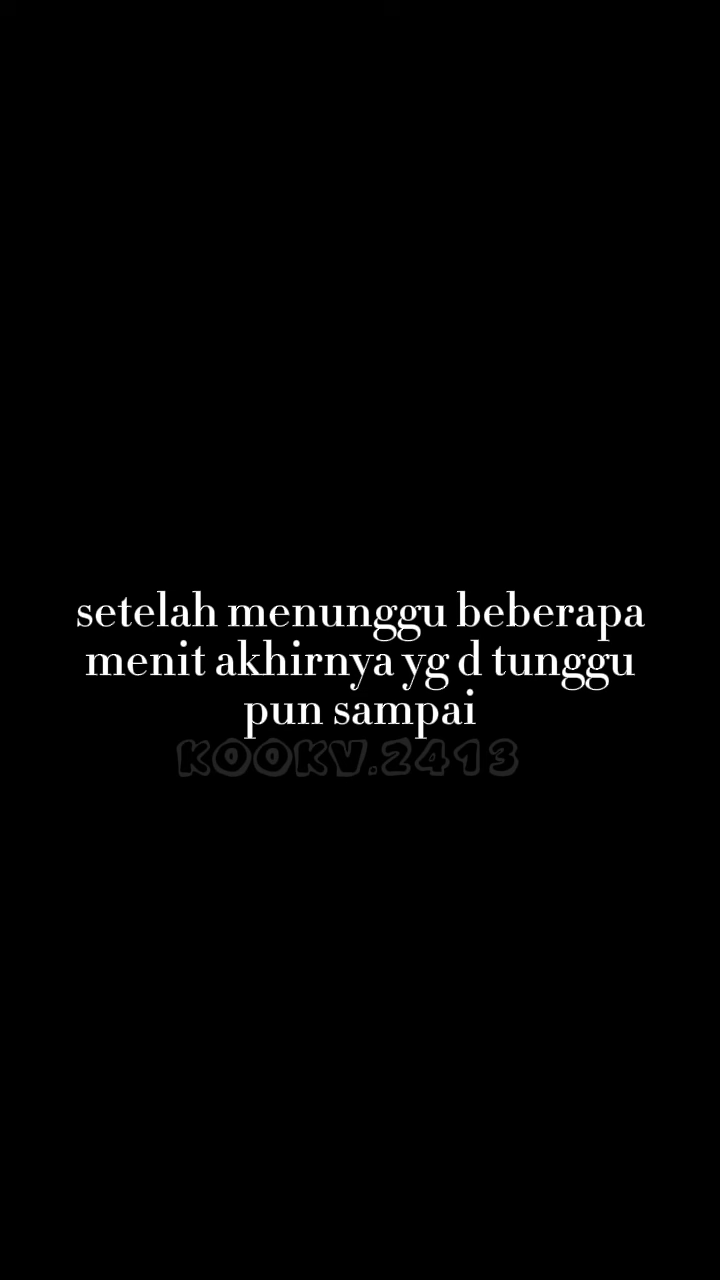 setelah menunggu beberapa
menit akhirnya yg d tunggu
pun sampai
KOOKV.2413